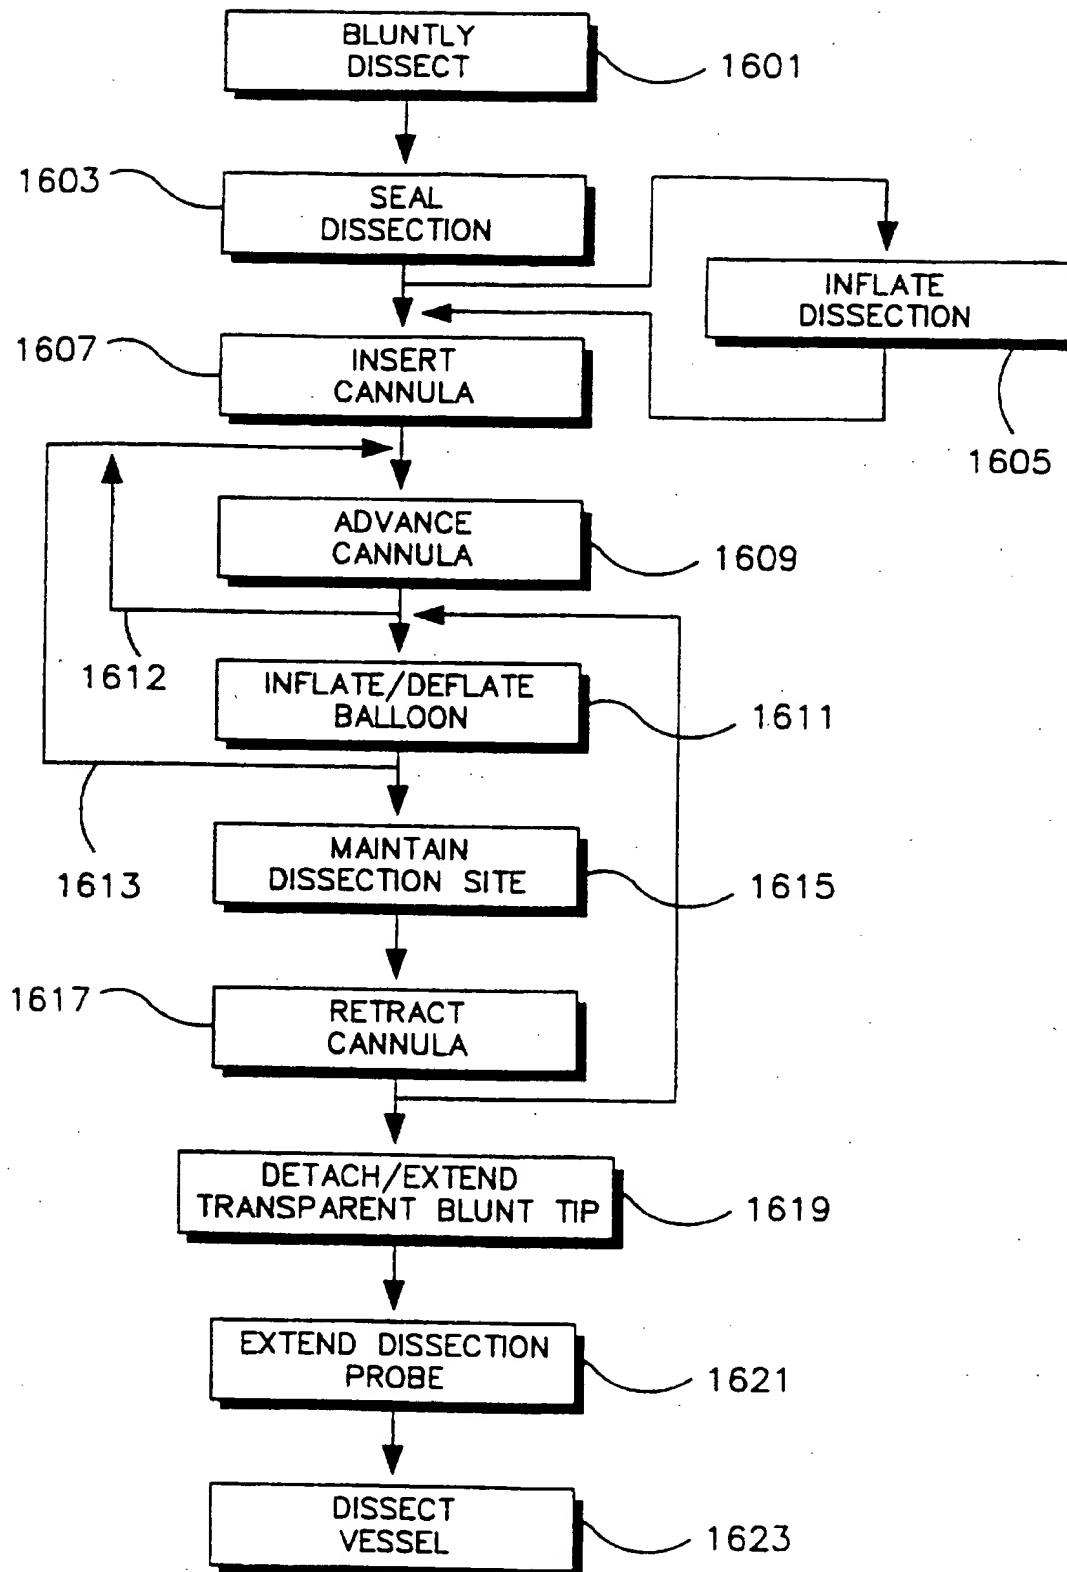 BLUNTLY
DISSECT
1601
1603
SEAL
DISSECTION
INFLATE
DISSECTION
1605
1607
INSERT
CANNULA
ADVANCE
CANNULA
1609
1612
INFLATE/DEFLATE
BALLOON
1611
1613
MAINTAIN
DISSECTION SITE
1615
1617
RETRACT
CANNULA
DETACH/EXTEND
TRANSPARENT BLUNT TIP
1619
EXTEND DISSECTION
PROBE
1621
DISSECT
VESSEL
1623